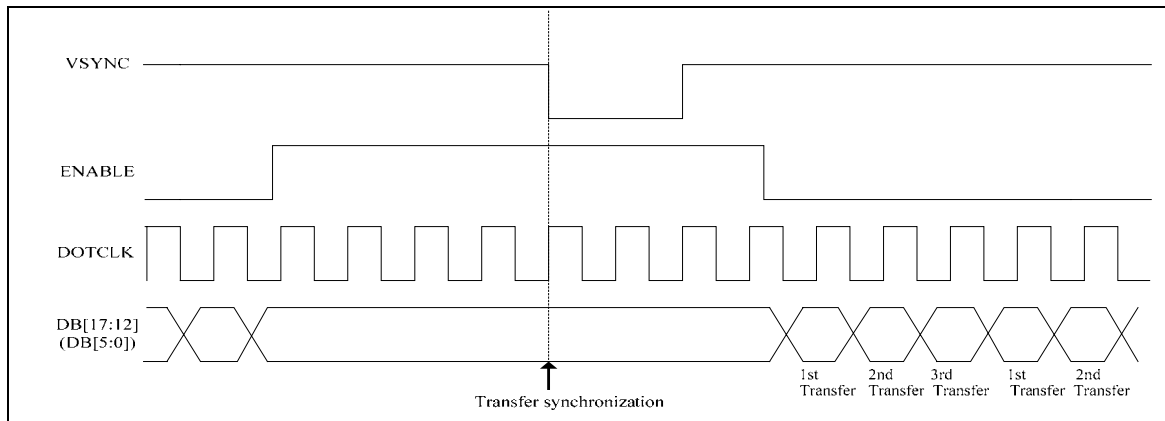 VSYNC
ENABLE
DOTCLK
DB[17:12]
(DB[5:0])
1st
Transfer
2nd
Transfer
3rd
Transfer
1st
Transfer
2nd
Transfer
Transfer synchronization